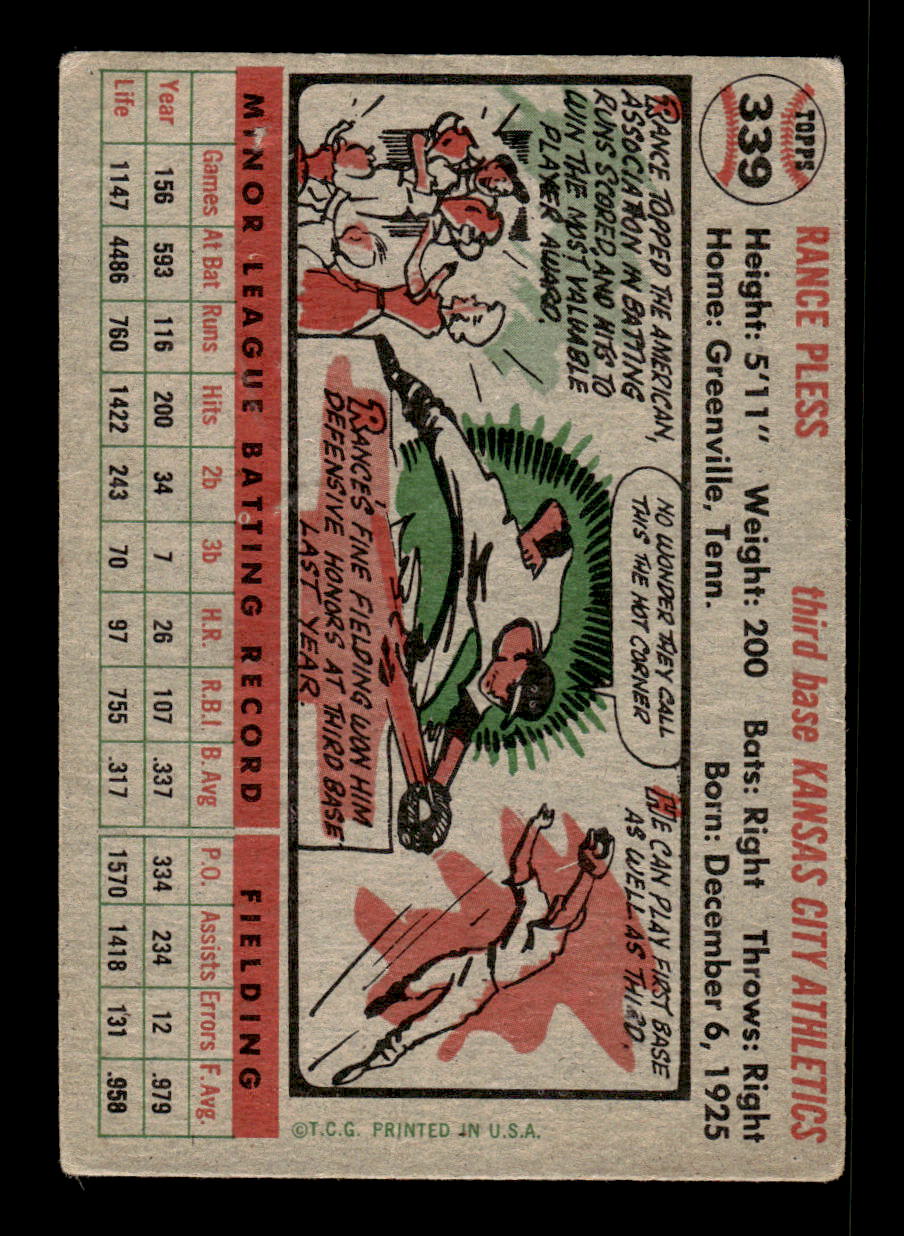 TOPPS
339
RANCE PLESS third base KANSAS CITY ATHLETICS
Height: 5'11" Weight: 200 Bats: Right Throws: Right
Home: Greenville, Tenn. Born: December 6, 1925
RANCE TOPPED THE AMERICAN
ASSOCIATION IN BATTING,
RUNS SCORED, AND HITS TO
WIN THE MOST VALUABLE
PLAYER AWARD.
NO WONDER THEY CALL
THIS THE HOT CORNER
RANCE'S FINE FIELDING WON HIM
DEFENSIVE HONORS AT THIRD BASE
LAST YEAR.
HE CAN PLAY FIRST BASE
AS WELL AS THIRD.
©T.C.G. PRINTED IN U.S.A.
MINOR LEAGUE BATTING RECORD FIELDING
Games At Bat Runs Hits 2b 3b H.R. R.B.I. B. Avg P.O. Assists Errors F. Avg.
Year 156 593 116 200 34 7 26 107 .337 334 234 12 .979
Life 1147 4486 760 1422 243 70 97 755 .317 1570 1418 131 .958